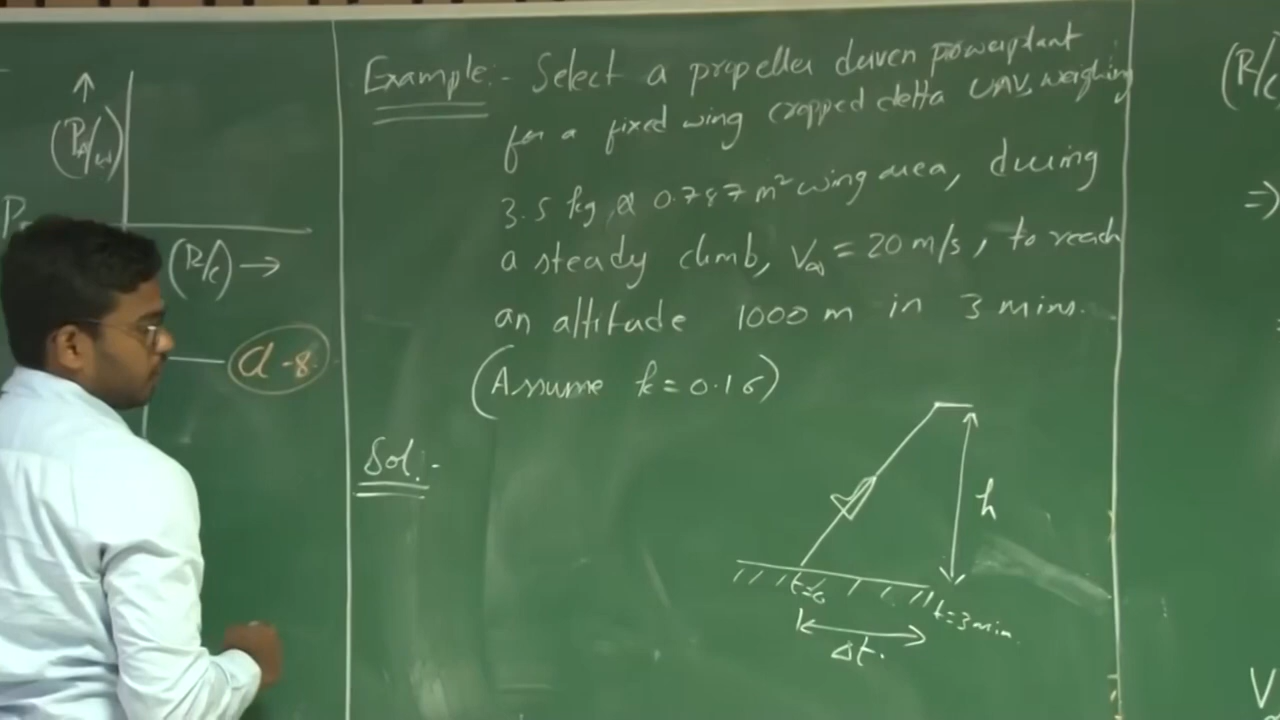 (PA/W)
(R/C) →
a-8.
Example:- Select a propeller driven powerplant
for a fixed wing cropped delta UAV, weighing
3.5 kg, & 0.787 m² wing area, during
a steady climb, V∞ = 20 m/s, to reach
an altitude 1000 m in 3 mins.
(Assume k = 0.16)
Sol:-
h
t=0
t=3min.
Δt.
(R/C
⇒
V